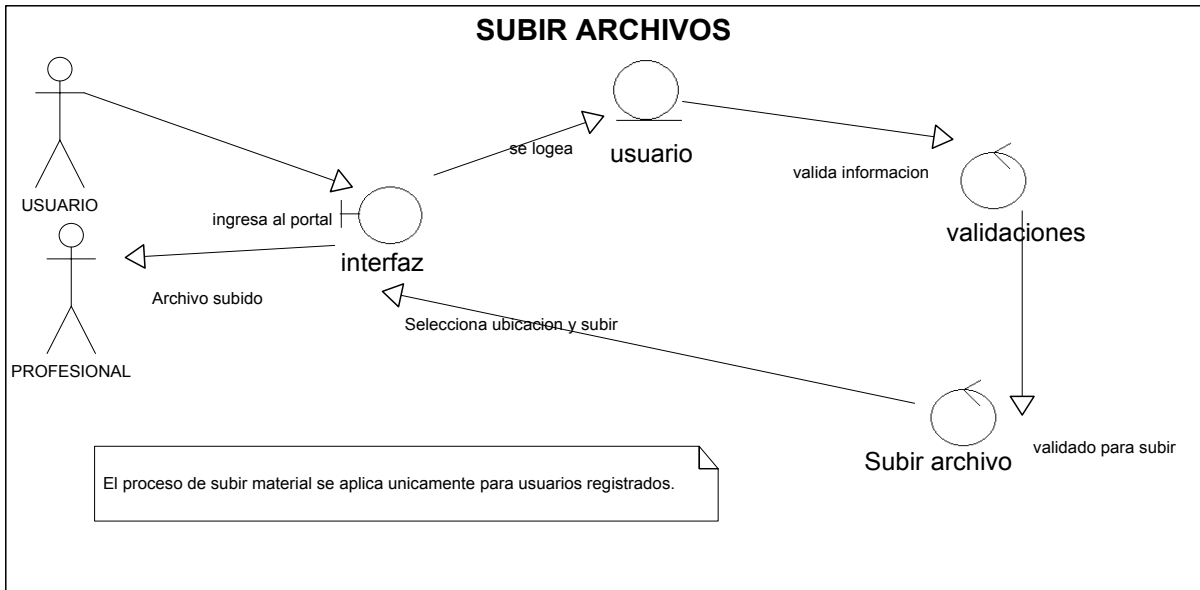 SUBIR ARCHIVOS
USUARIO
ingresa al portal
interfaz
se logea
usuario
valida informacion
validaciones
validado para subir
Subir archivo
Selecciona ubicacion y subir
Archivo subido
PROFESIONAL
El proceso de subir material se aplica unicamente para usuarios registrados.